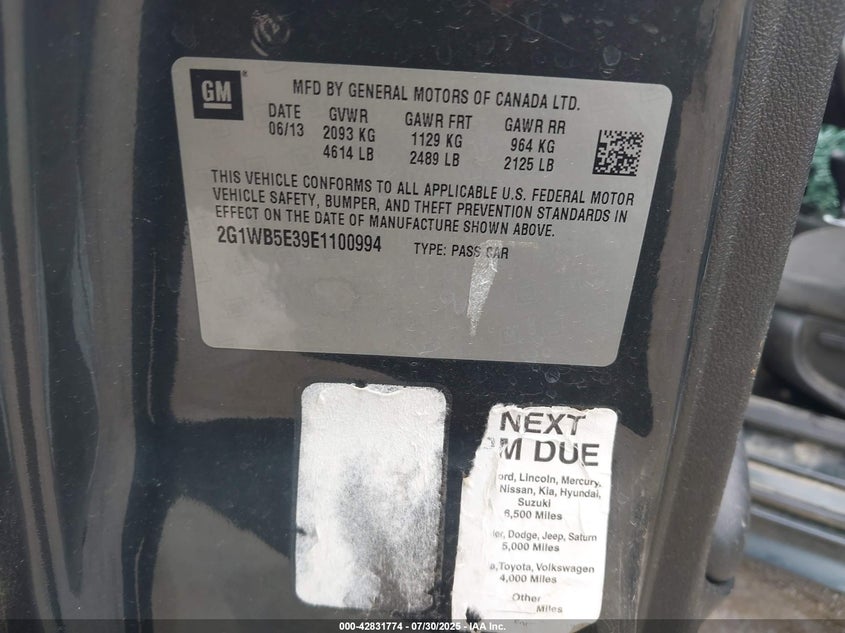 GM
MFD BY GENERAL MOTORS OF CANADA LTD.
DATE GVWR GAWR FRT GAWR RR
06/13 2093 KG 1129 KG 964 KG
4614 LB 2489 LB 2125 LB
THIS VEHICLE CONFORMS TO ALL APPLICABLE U.S. FEDERAL MOTOR
VEHICLE SAFETY, BUMPER, AND THEFT PREVENTION STANDARDS IN
EFFECT ON THE DATE OF MANUFACTURE SHOWN ABOVE.
2G1WB5E39E1100994 TYPE: PASS CAR
NEXT
M DUE
ord, Lincoln, Mercury,
Nissan, Kia, Hyundai,
Suzuki
6,500 Miles
ler, Dodge, Jeep, Saturn
5,000 Miles
a, Toyota, Volkswagen
4,000 Miles
Other
Miles
000-42831774 | 07/30/2025 - IAA Inc.